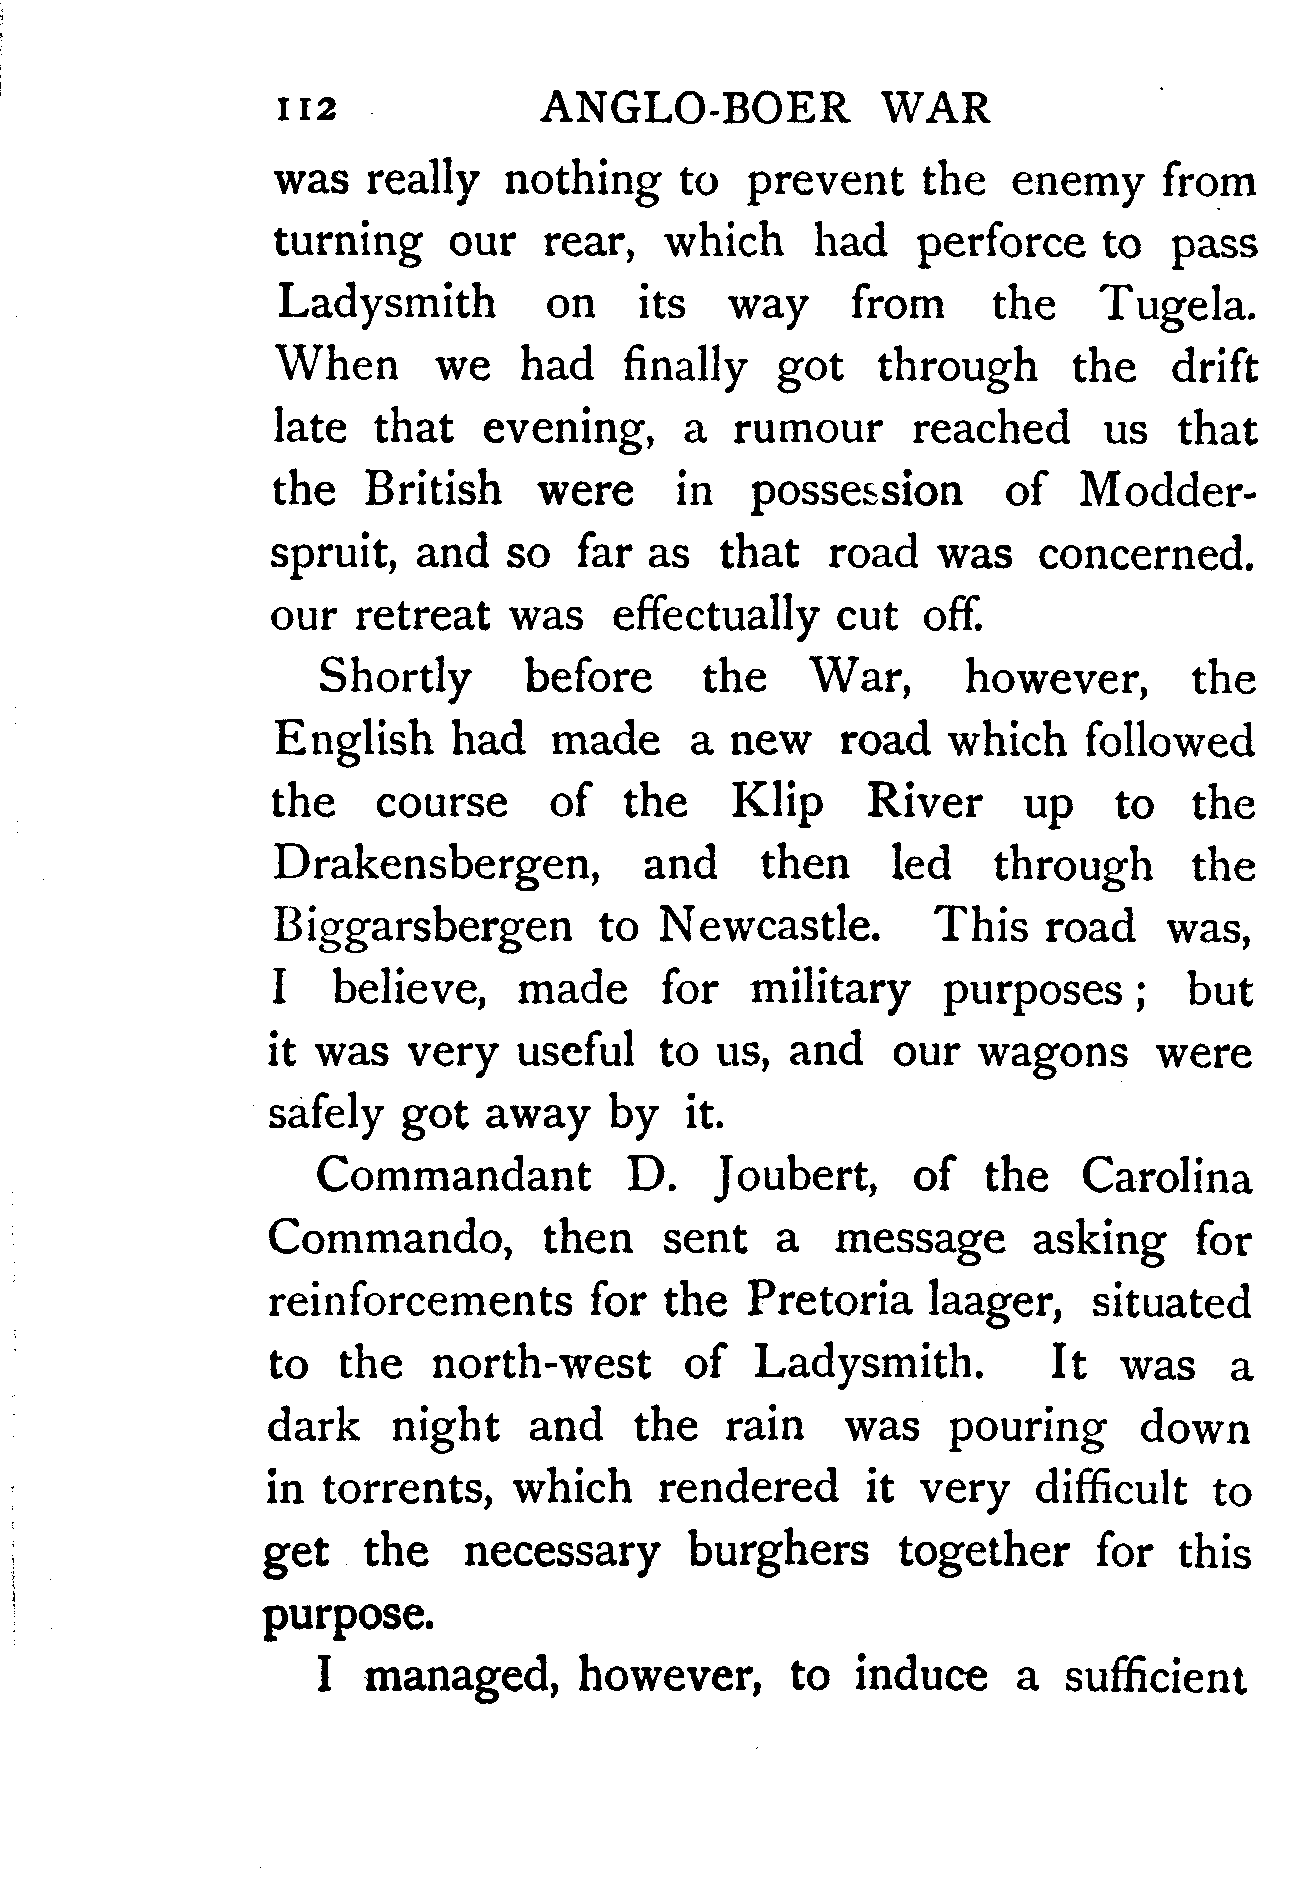 112 ANGLO-BOER WAR
was really nothing to prevent the enemy from
turning our rear, which had perforce to pass
Ladysmith on its way from the Tugela.
When we had finally got through the drift
late that evening, a rumour reached us that
the British were in possession of Modder-
spruit, and so far as that road was concerned.
our retreat was effectually cut off.
Shortly before the War, however, the
English had made a new road which followed
the course of the Klip River up to the
Drakensbergen, and then led through the
Biggarsbergen to Newcastle. This road was,
I believe, made for military purposes; but
it was very useful to us, and our wagons were
safely got away by it.
Commandant D. Joubert, of the Carolina
Commando, then sent a message asking for
reinforcements for the Pretoria laager, situated
to the north-west of Ladysmith. It was a
dark night and the rain was pouring down
in torrents, which rendered it very difficult to
get the necessary burghers together for this
purpose.
I managed, however, to induce a sufficient